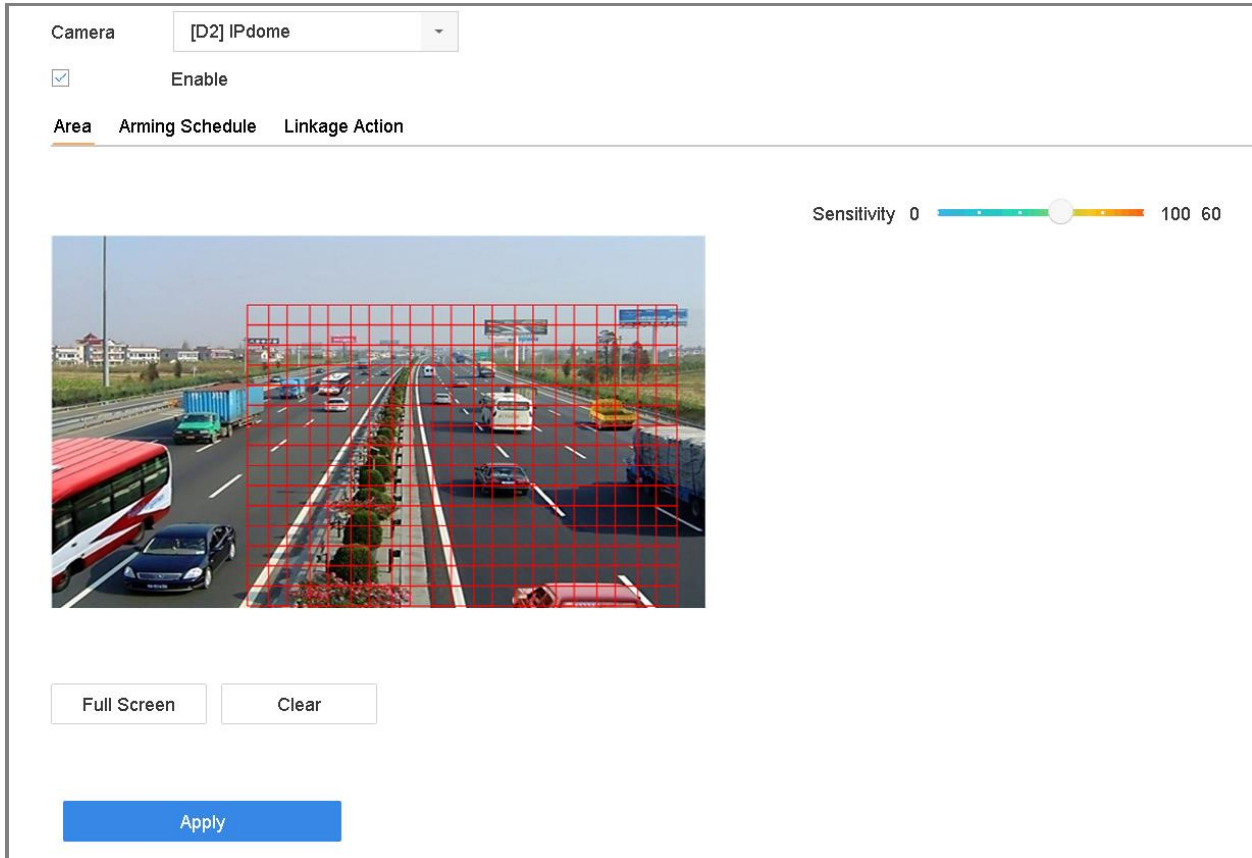 Camera [D2] IPdome
Enable
Area Arming Schedule Linkage Action
Sensitivity 0 100 60
Full Screen Clear
Apply